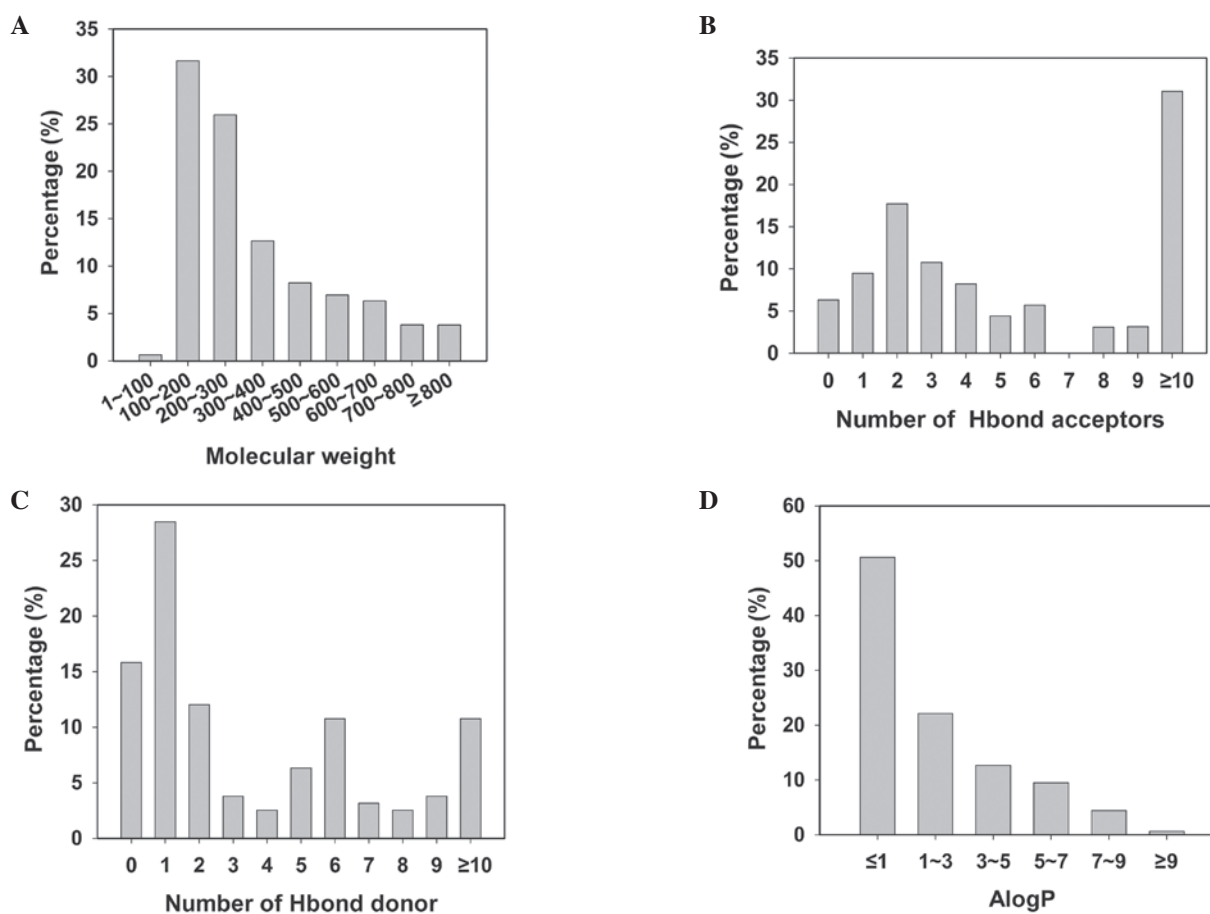 A
Percentage (%)
35
30
25
20
15
10
5
0
1~100
100~200
200~300
300~400
400~500
500~600
600~700
700~800
≥ 800
Molecular weight
B
Percentage (%)
35
30
25
20
15
10
5
0
0 1 2 3 4 5 6 7 8 9 ≥10
Number of Hbond acceptors
C
Percentage (%)
30
25
20
15
10
5
0
0 1 2 3 4 5 6 7 8 9 ≥10
Number of Hbond donor
D
Percentage (%)
60
50
40
30
20
10
0
≤1 1~3 3~5 5~7 7~9 ≥9
AlogP